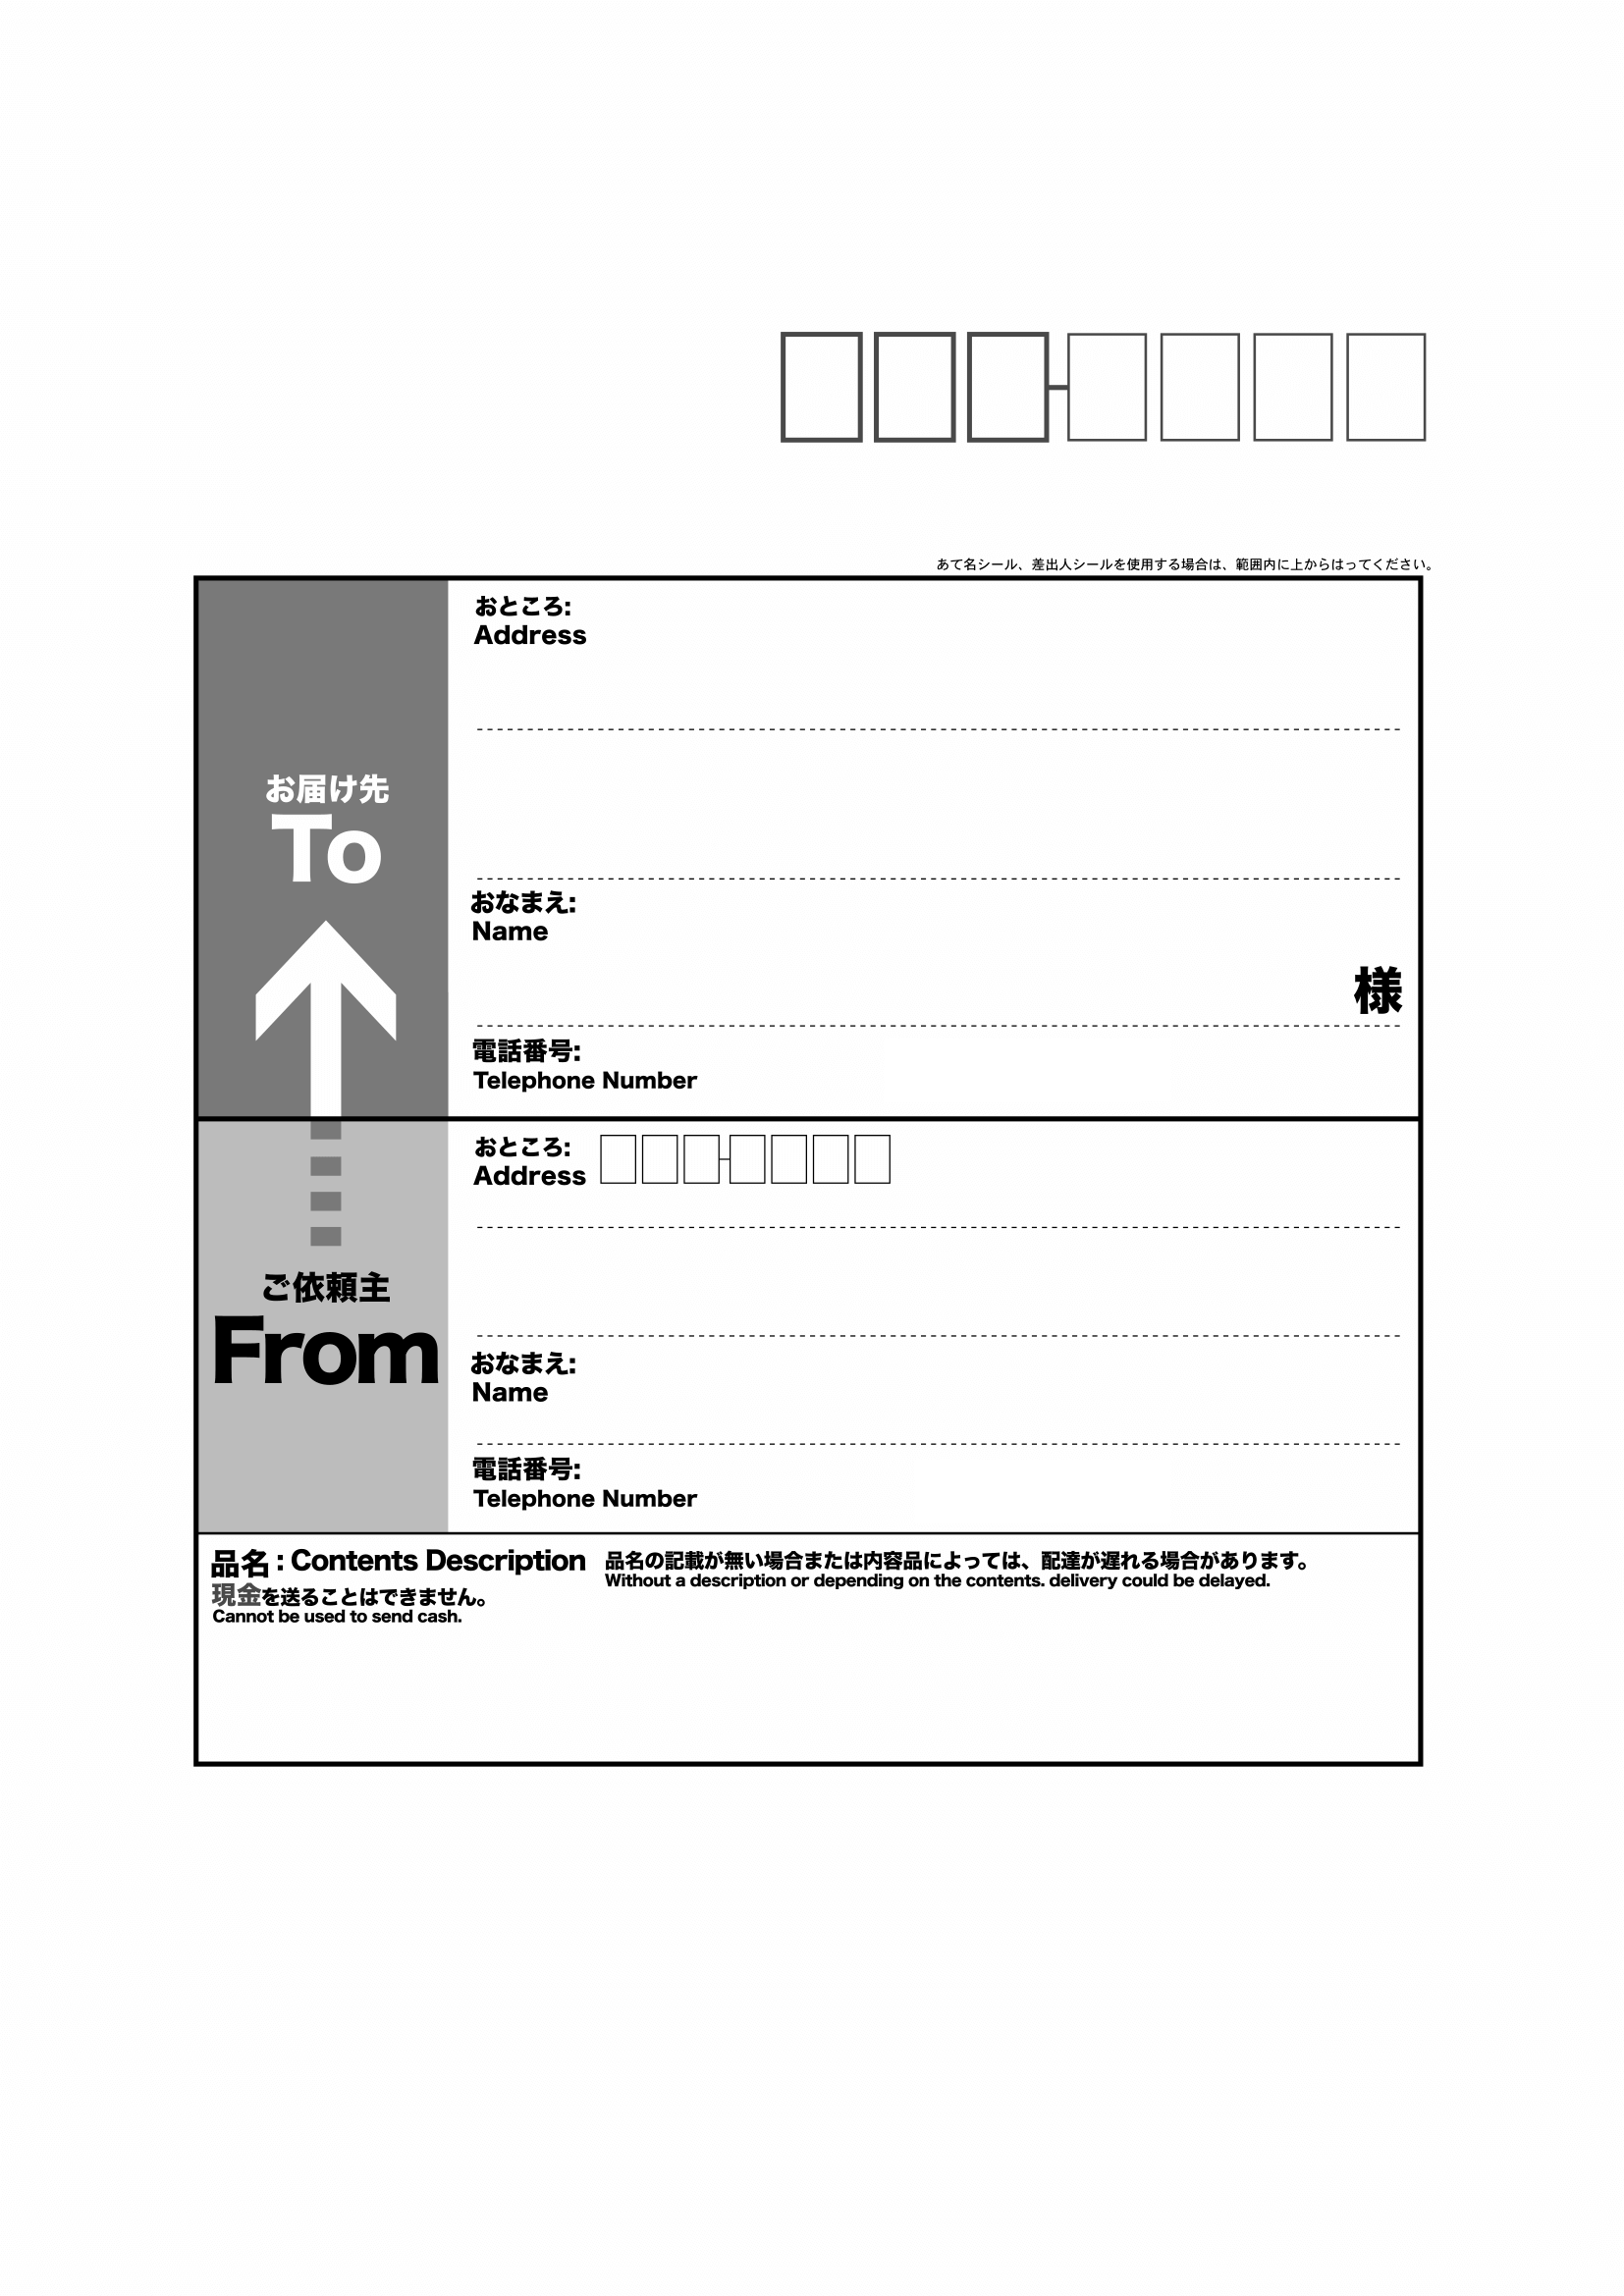 あて名シール、差出人シールを使用する場合は、範囲内に上からはってください。
お届け先
To
おところ:
Address
おなまえ:
Name
様
電話番号:
Telephone Number
ご依頼主
From
おところ:
Address
おなまえ:
Name
電話番号:
Telephone Number
品名 : Contents Description
現金を送ることはできません。
Cannot be used to send cash.
品名の記載が無い場合または内容品によっては、配達が遅れる場合があります。
Without a description or depending on the contents. delivery could be delayed.